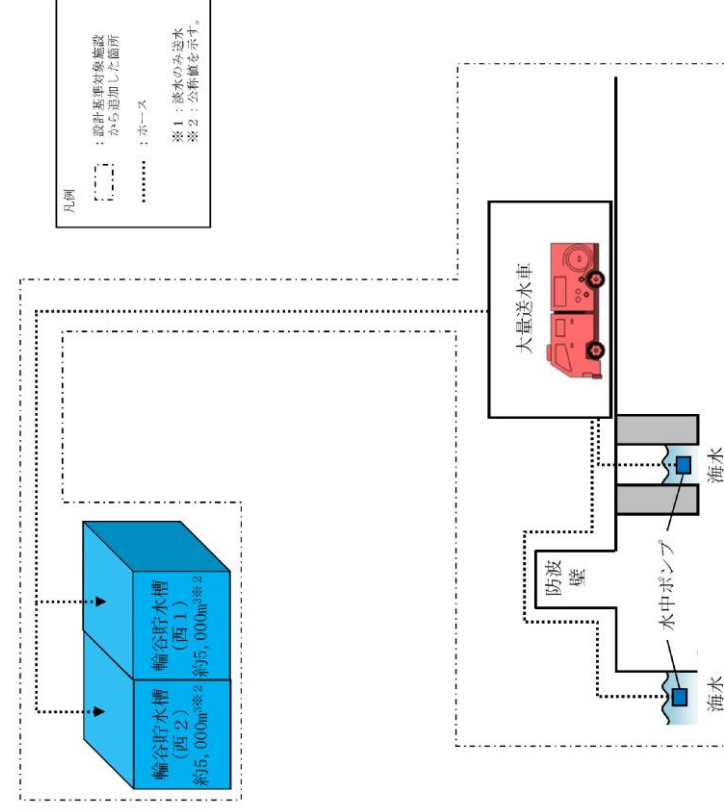 凡例
：設計基準対象施設
から追加した箇所
：ホース
※1：淡水のみ送水
※2：公称値を示す。
輪谷貯水槽
（西2）
約5,000m³※2
輪谷貯水槽
（西1）
約5,000m³※2
大量送水車
防波
壁
水中ポンプ
海水
海水